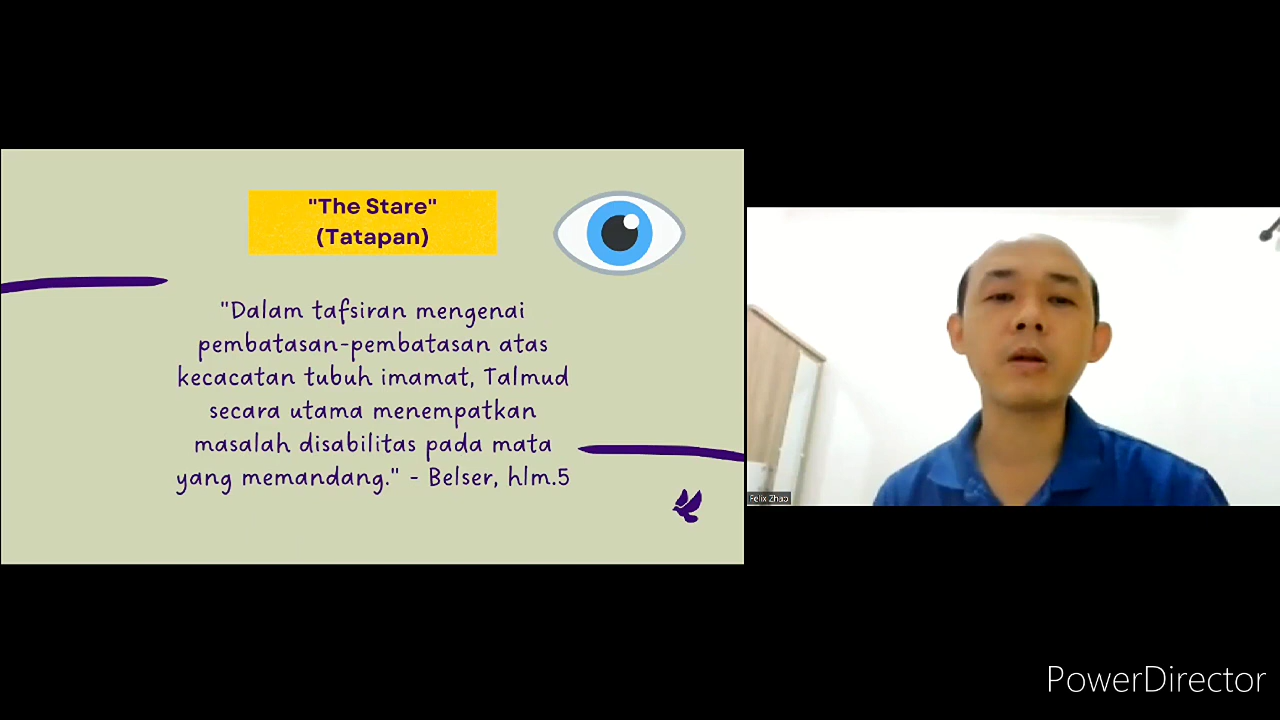 "The Stare"
(Tatapan)
"Dalam tafsiran mengenai
pembatasan-pembatasan atas
kecacatan tubuh imamat, Talmud
secara utama menempatkan
masalah disabilitas pada mata
yang memandang." - Belser, hlm.5
Felix Zhao
PowerDirector